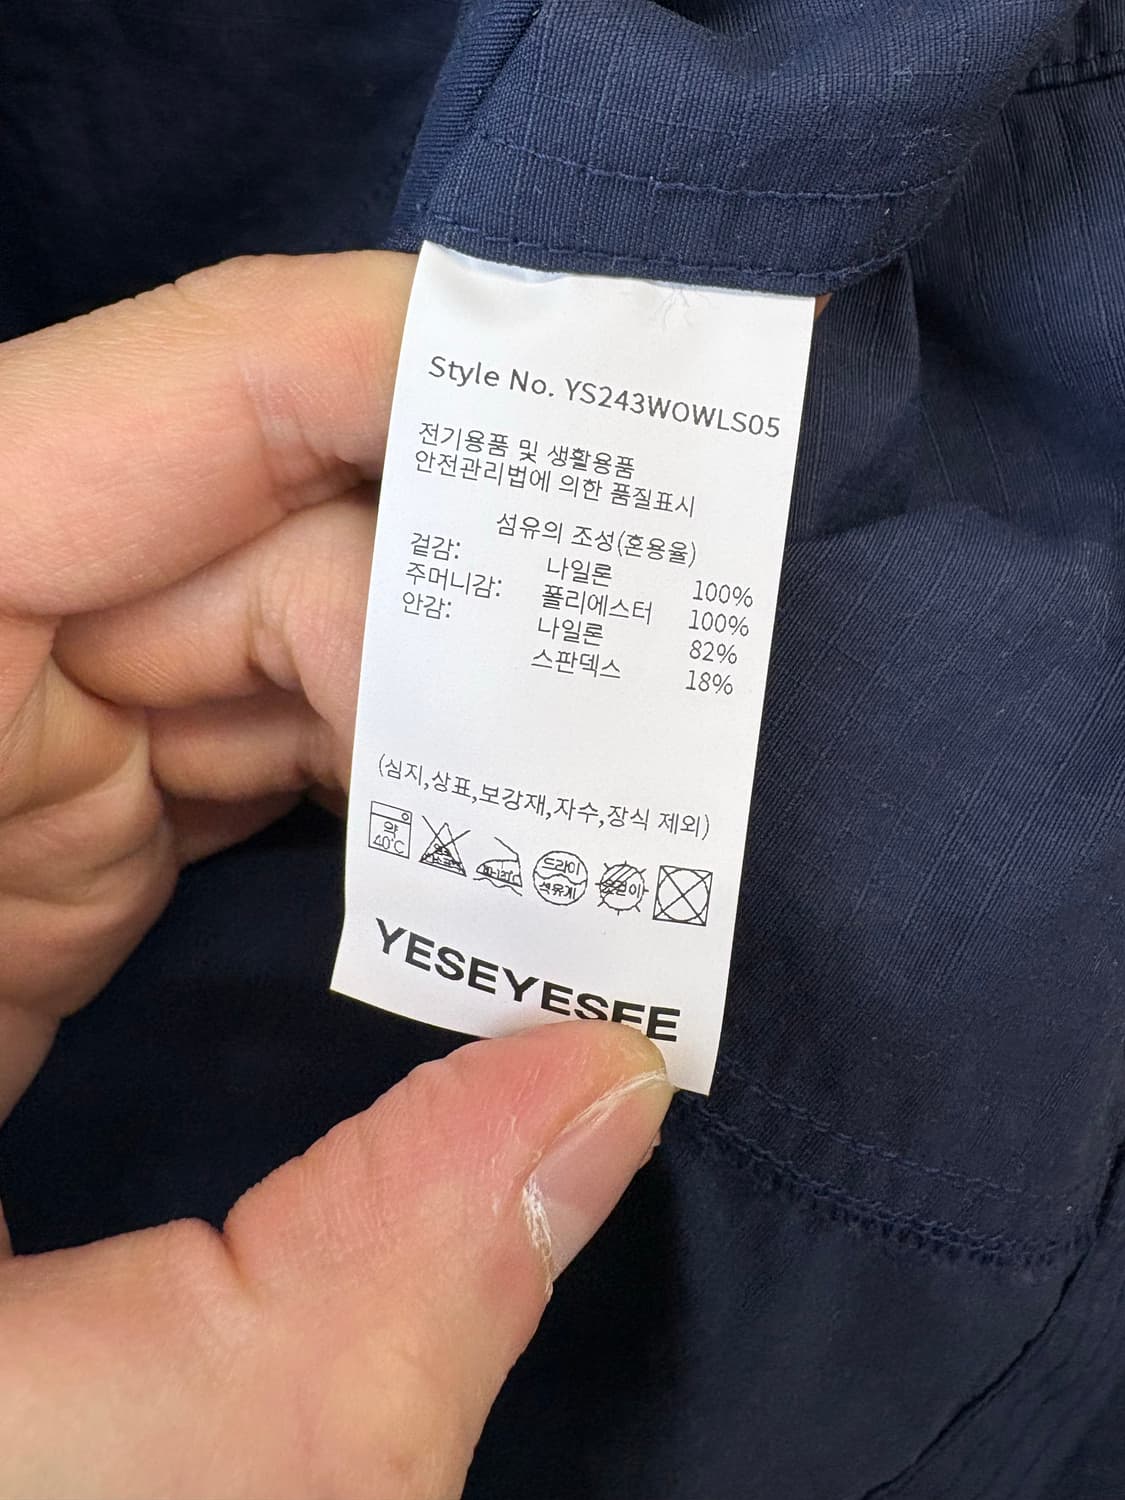 Style No. YS243WOWLS05
전기용품 및 생활용품
안전관리법에 의한 품질표시
섬유의 조성(혼용율)
겉감: 나일론 100%
주머니감: 폴리에스터 100%
안감: 나일론 82%
스판덱스 18%
(심지,상표,보강재,자수,장식 제외)
약 40℃ 드라이 석유계 옷걸이
YESEYESEE